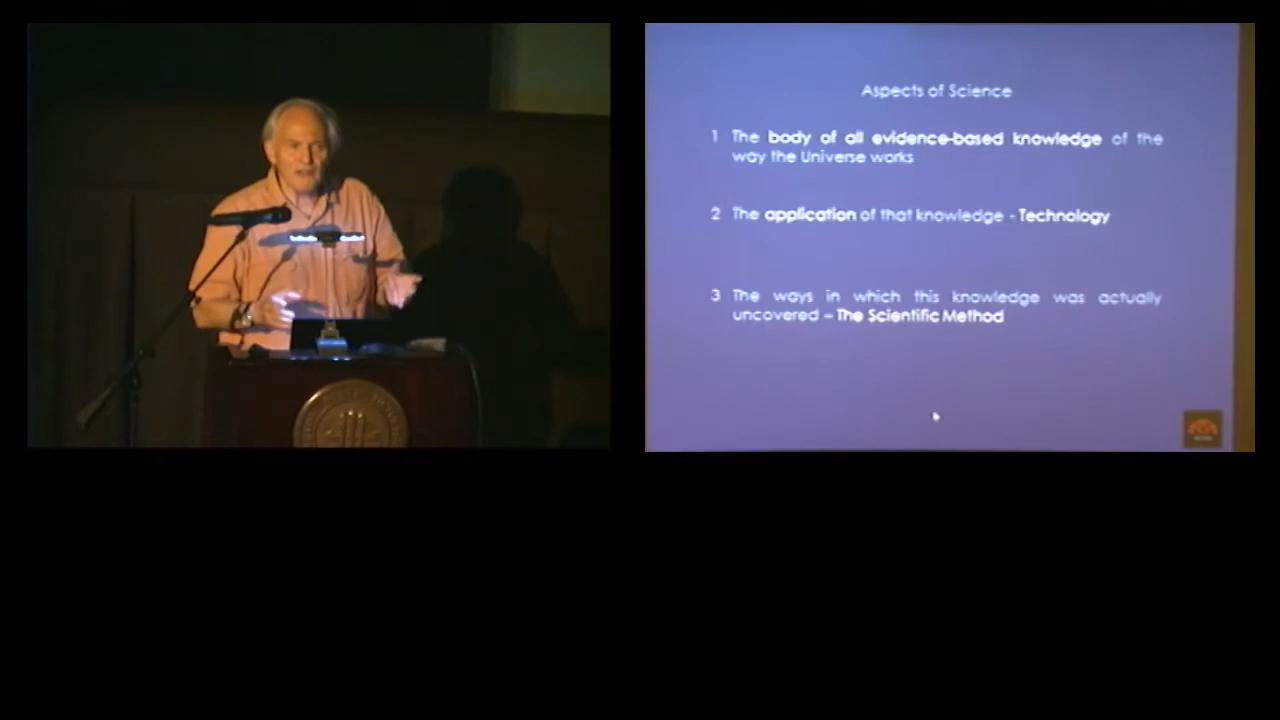 Aspects of Science
1 The body of all evidence-based knowledge of the
way the Universe works
2 The application of that knowledge - Technology
3 The ways in which this knowledge was actually
uncovered – The Scientific Method